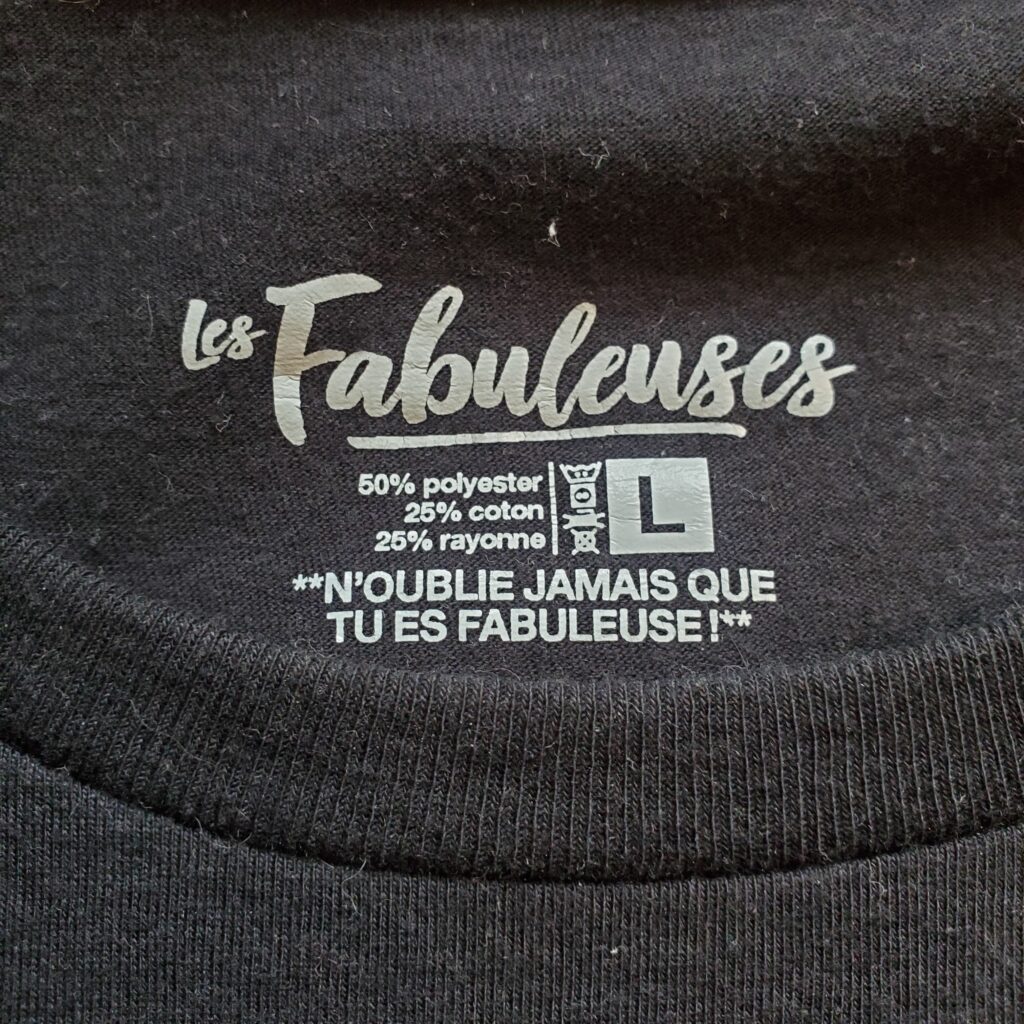 Les Fabuleuses
50% polyester
25% coton
25% rayonne
L
**N'OUBLIE JAMAIS QUE
TU ES FABULEUSE !**